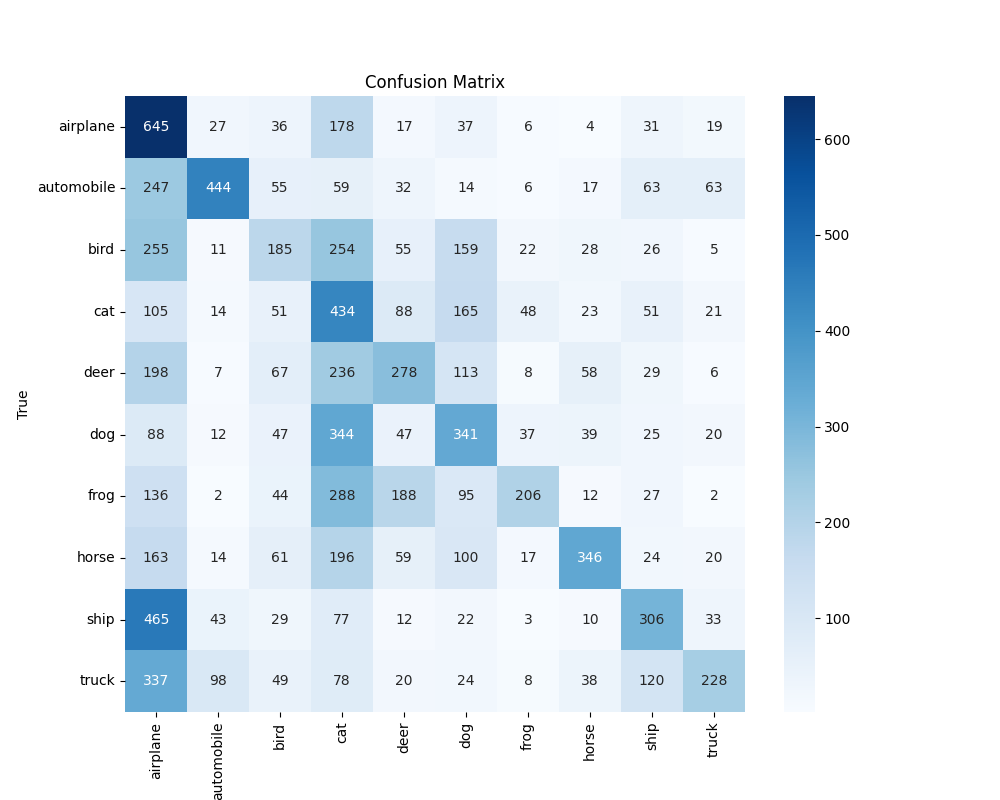 Confusion Matrix
airplane 645 27 36 178 17 37 6 4 31 19
600
automobile 247 444 55 59 32 14 6 17 63 63
500
bird 255 11 185 254 55 159 22 28 26 5
cat 105 14 51 434 88 165 48 23 51 21
400
deer 198 7 67 236 278 113 8 58 29 6
True
300
dog 88 12 47 344 47 341 37 39 25 20
frog 136 2 44 288 188 95 206 12 27 2
200
horse 163 14 61 196 59 100 17 346 24 20
ship 465 43 29 77 12 22 3 10 306 33
100
truck 337 98 49 78 20 24 8 38 120 228
airplane automobile bird cat deer dog frog horse ship truck